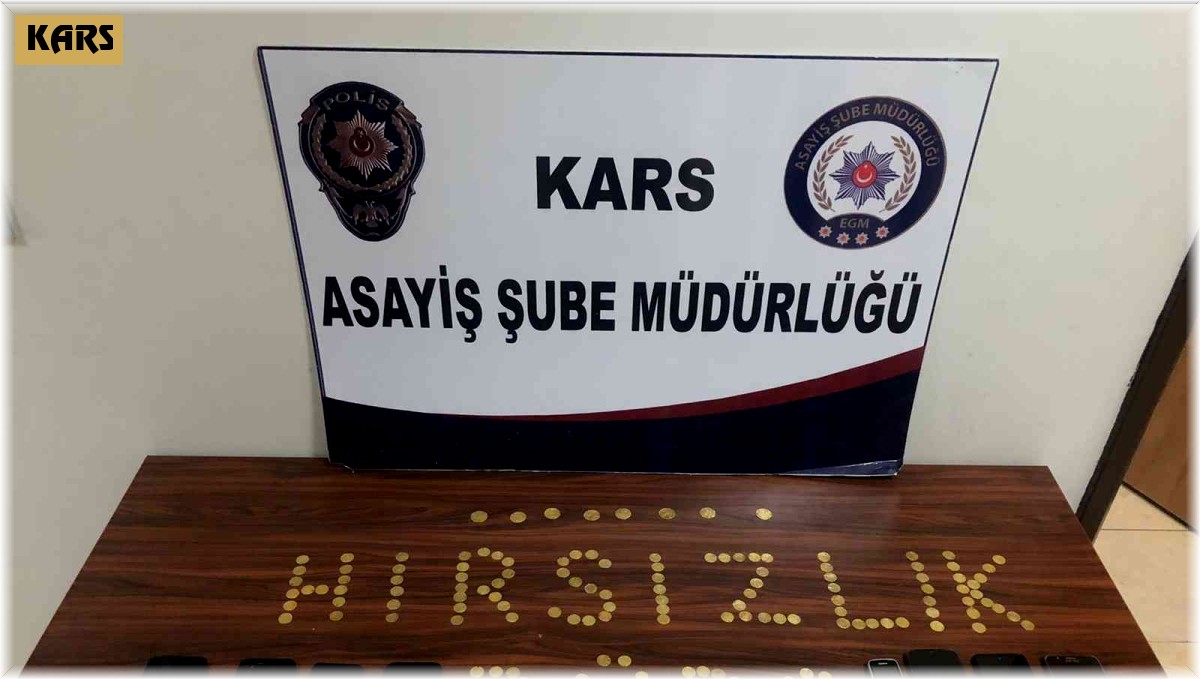 KARS
POLİS
ASAYİŞ ŞUBE MÜDÜRLÜĞÜ
EGM
KARS
ASAYİŞ ŞUBE MÜDÜRLÜĞÜ
HIRSIZLIK